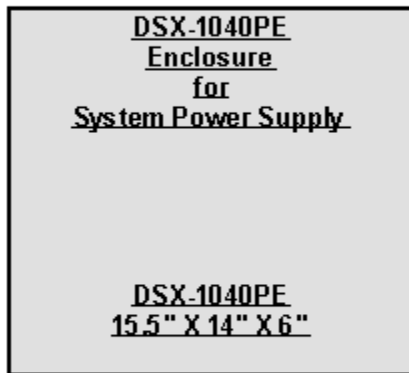 DSX-1040PE
Enclosure
for
System Power Supply
DSX-1040PE
15.5" X 14" X 6"